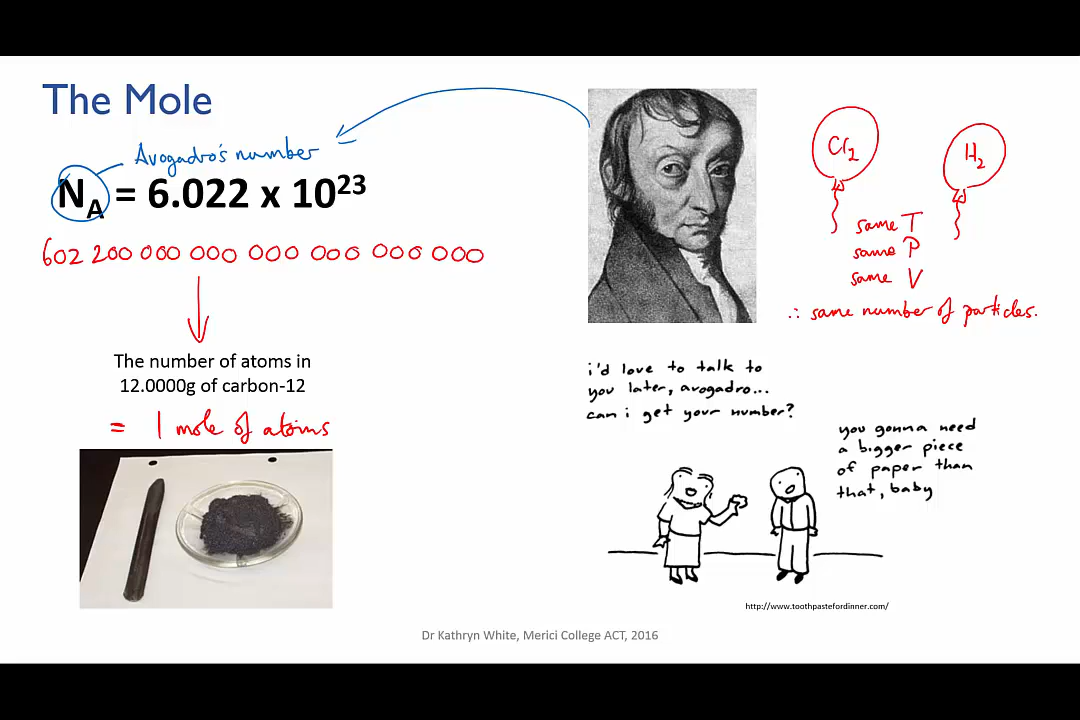 The Mole
Avogadro's number
N_A = 6.022 x 10^23
602 200 000 000 000 000 000 000
The number of atoms in
12.0000g of carbon-12
= 1 mole of atoms
Cl2
H2
same T
same P
same V
∴ same number of particles.
i'd love to talk to
you later, avogadro...
can i get your number?
you gonna need
a bigger piece
of paper than
that, baby
http://www.toothpastefordinner.com/
Dr Kathryn White, Merici College ACT, 2016